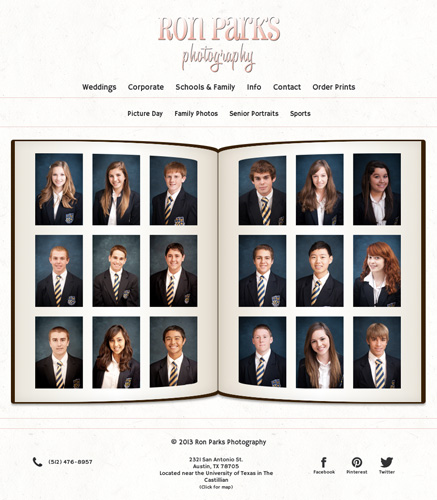 Ron Parks
photography
Weddings Corporate Schools & Family Info Contact Order Prints
Picture Day Family Photos Senior Portraits Sports
© 2013 Ron Parks Photography
(512) 476-8957
2321 San Antonio St.
Austin, TX 78705
Located near the University of Texas in The
Castillian
(Click for map)
Facebook Pinterest Twitter